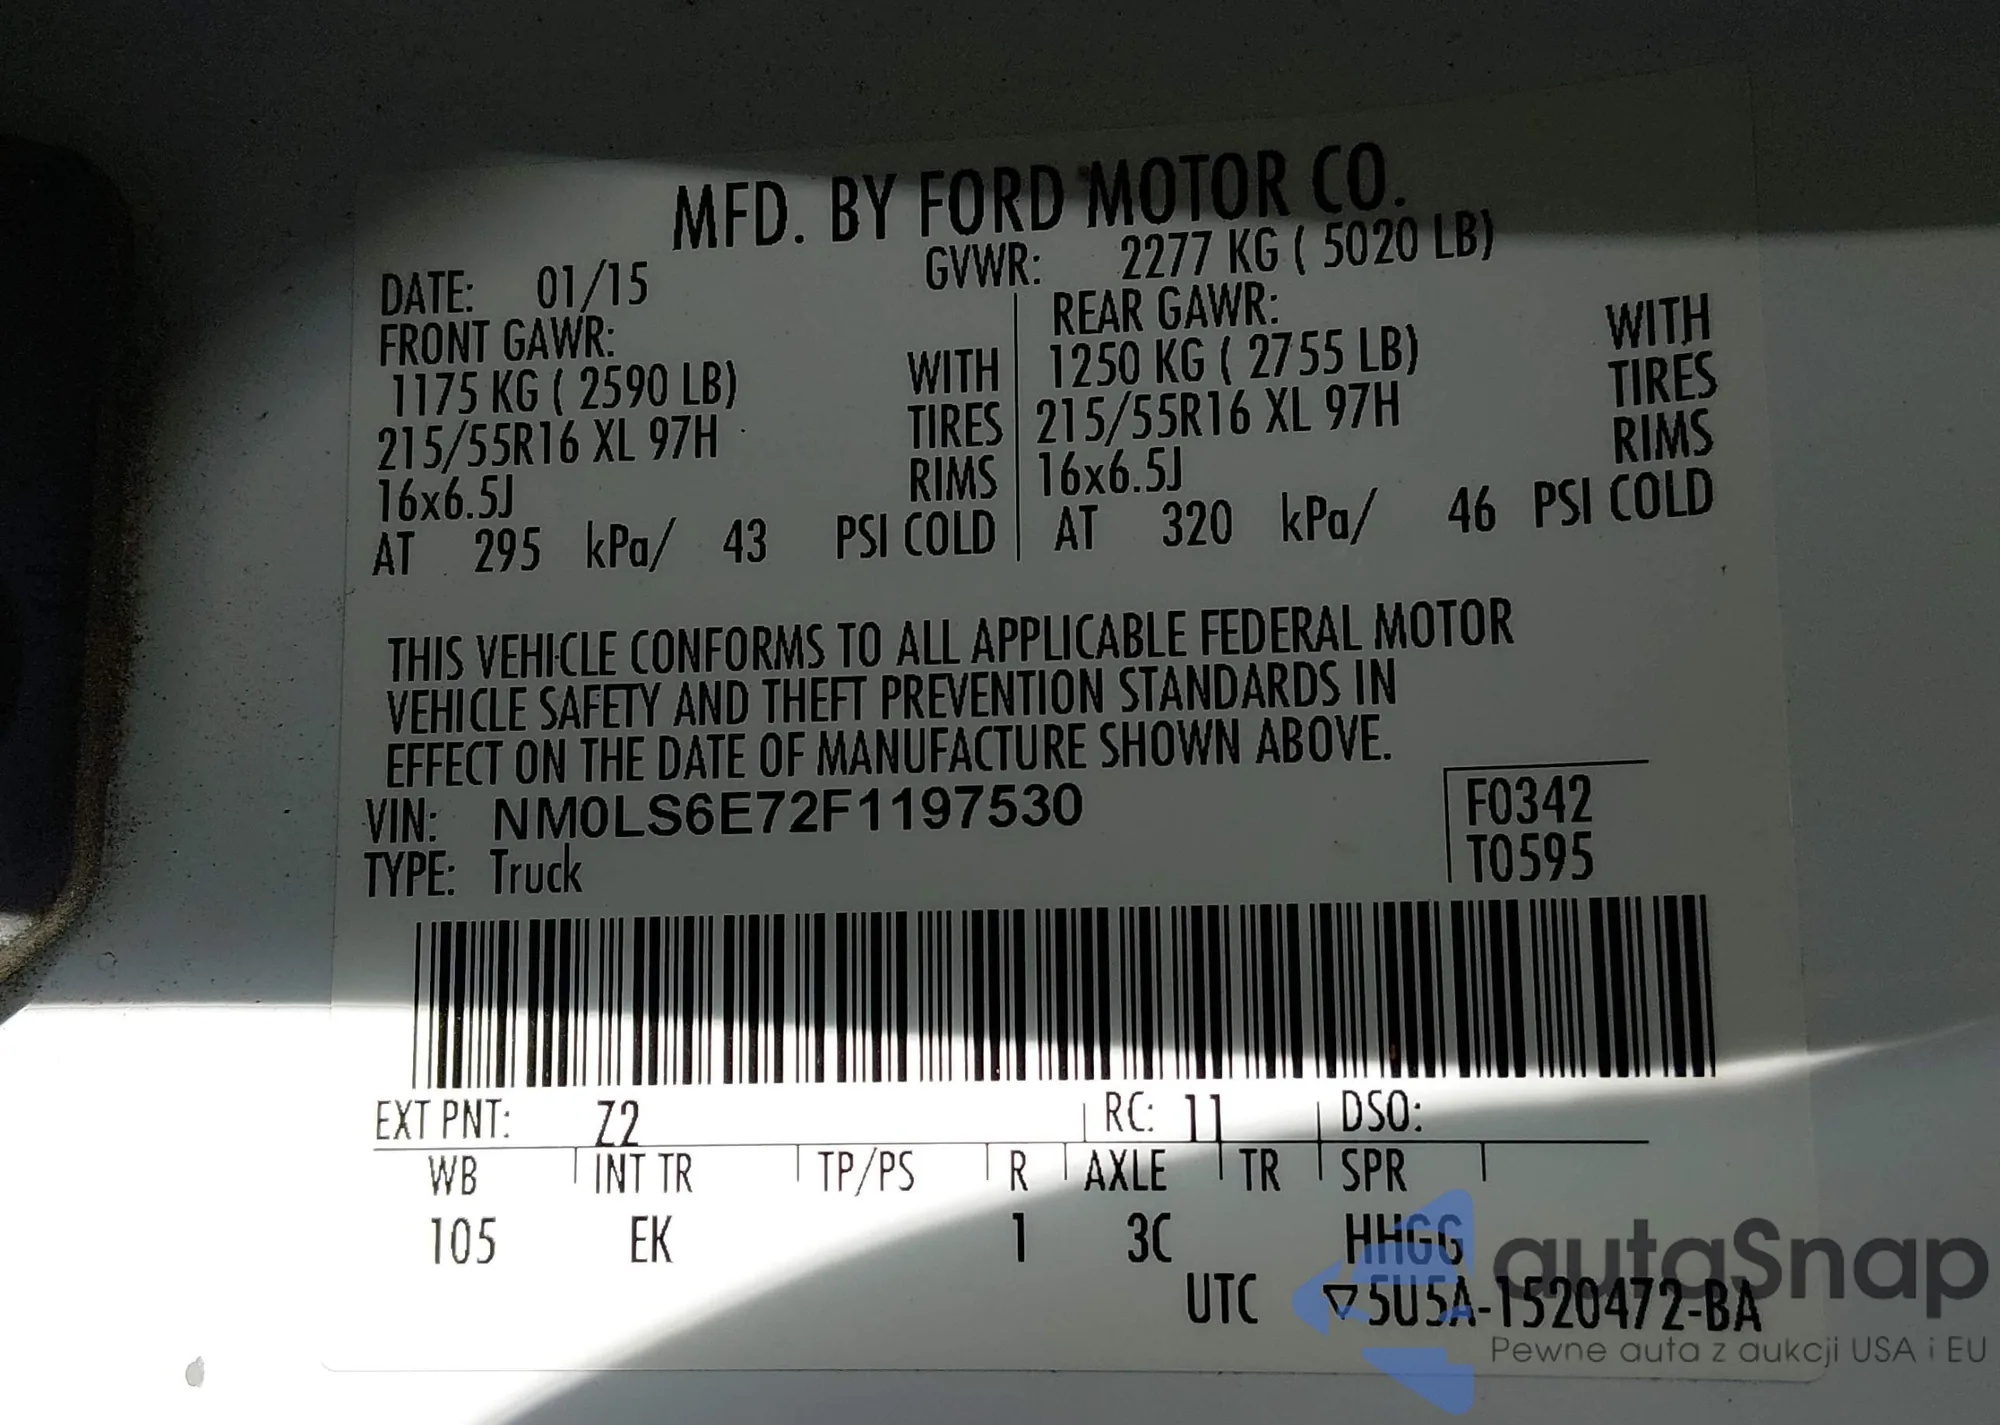 MFD. BY FORD MOTOR CO.
DATE: 01/15 GVWR: 2277 KG ( 5020 LB)
FRONT GAWR: REAR GAWR:
1175 KG ( 2590 LB) WITH 1250 KG ( 2755 LB) WITH
215/55R16 XL 97H TIRES 215/55R16 XL 97H TIRES
16x6.5J RIMS 16x6.5J RIMS
AT 295 kPa/ 43 PSI COLD AT 320 kPa/ 46 PSI COLD
THIS VEHICLE CONFORMS TO ALL APPLICABLE FEDERAL MOTOR
VEHICLE SAFETY AND THEFT PREVENTION STANDARDS IN
EFFECT ON THE DATE OF MANUFACTURE SHOWN ABOVE.
VIN: NM0LS6E72F1197530 F0342
TYPE: Truck T0595
EXT PNT: Z2 RC: 11 DSO:
WB INT TR TP/PS R AXLE TR SPR
105 EK 1 3C HHGG
UTC ▽5U5A-1520472-BA
autaSnap
Pewne auta z aukcji USA i EU